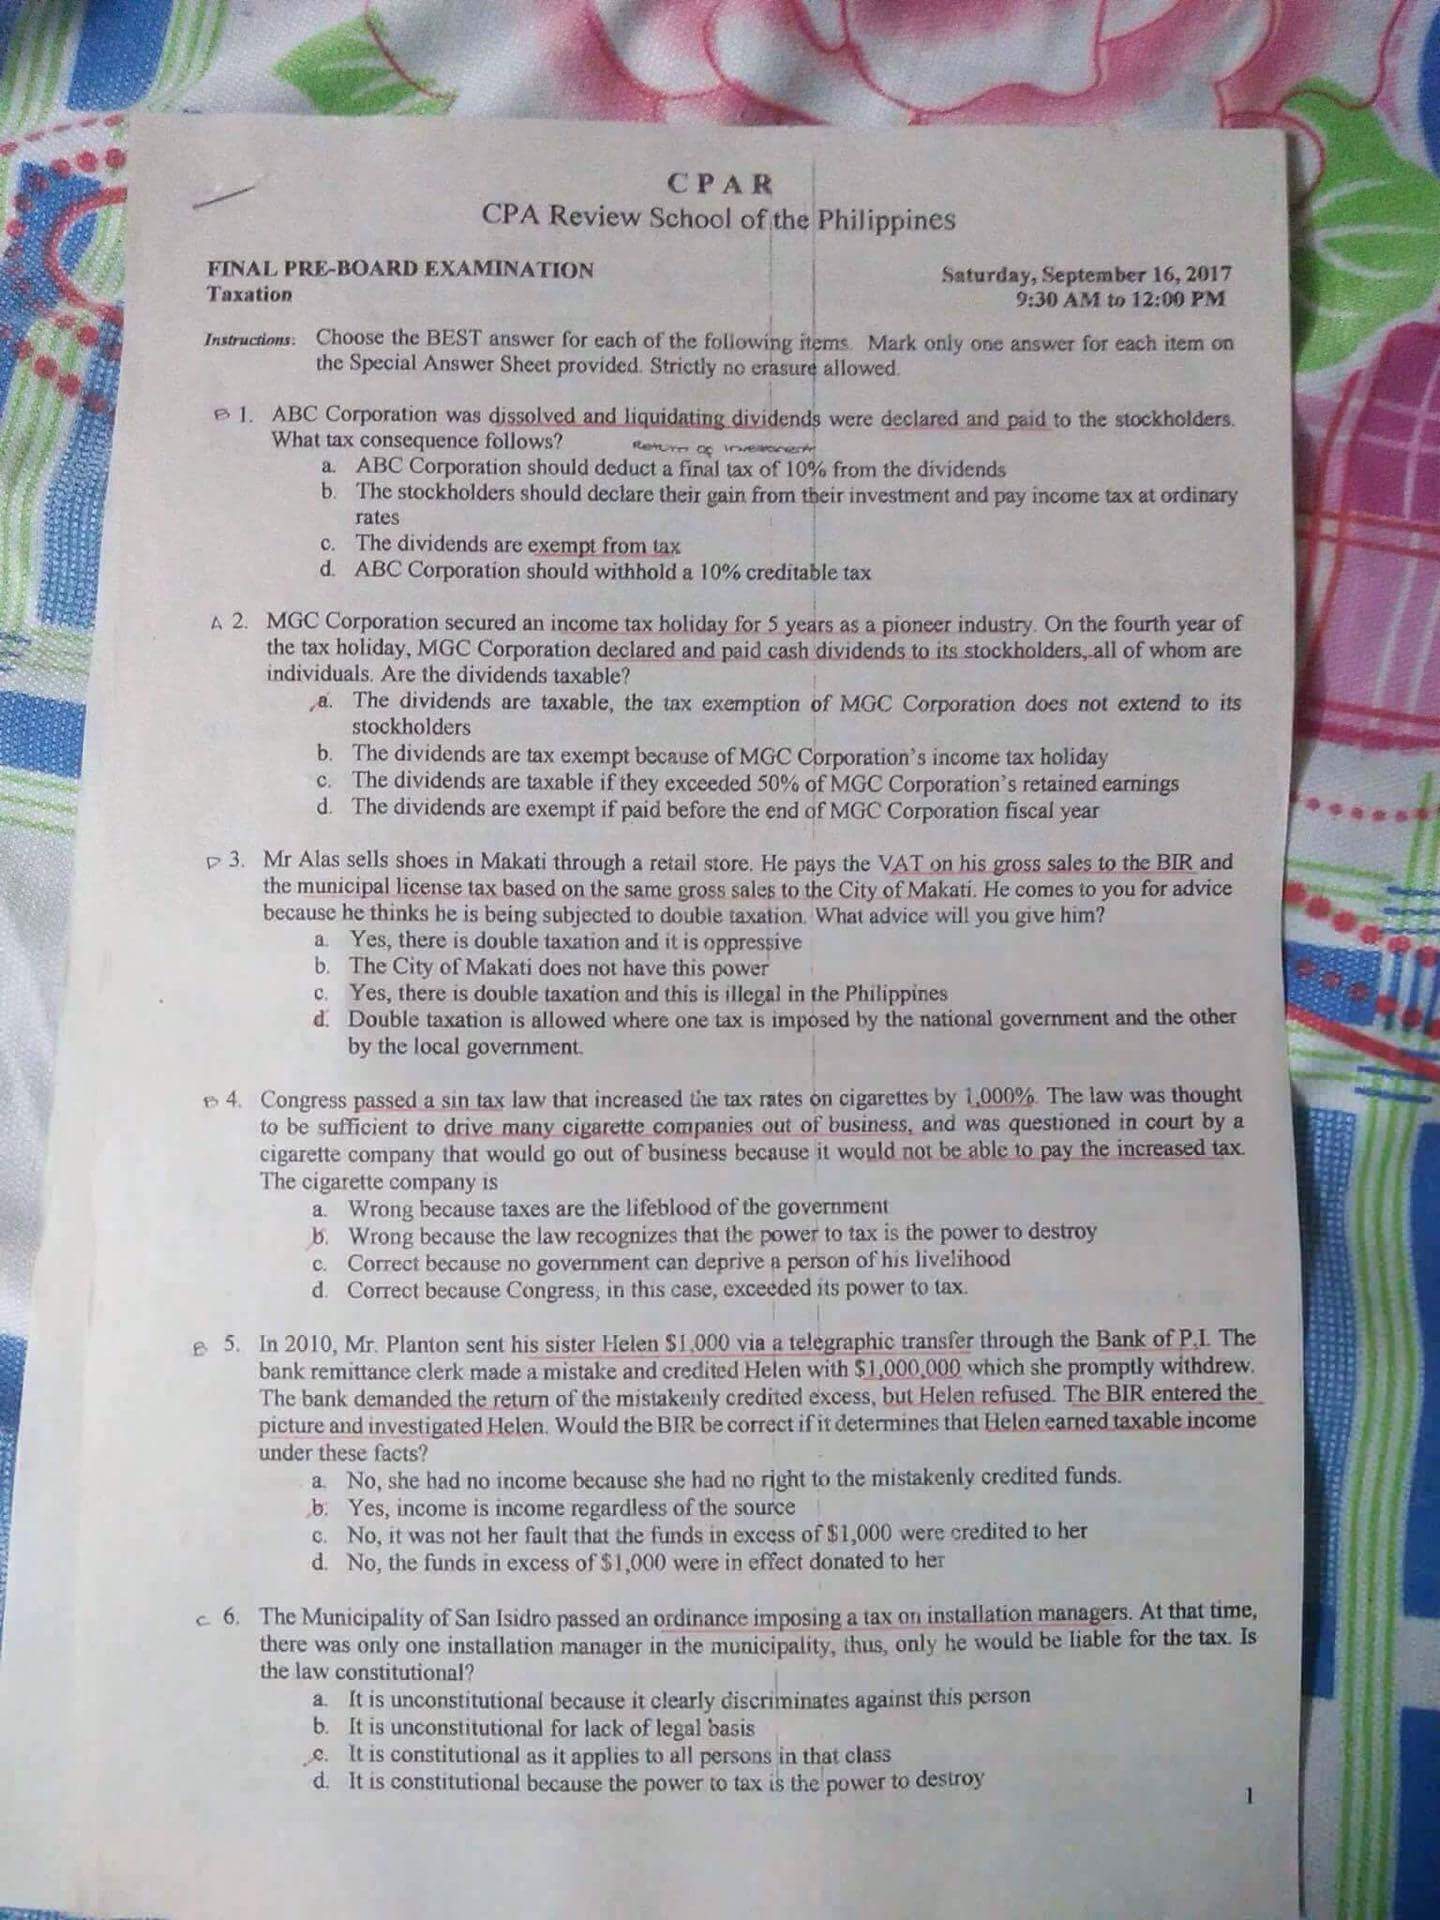 CPAR
CPA Review School of the Philippines
FINAL PRE-BOARD EXAMINATION
Taxation
Saturday, September 16, 2017
9:30 AM to 12:00 PM
Instructions: Choose the BEST answer for each of the following items. Mark only one answer for each item on
the Special Answer Sheet provided. Strictly no erasure allowed.
B 1. ABC Corporation was dissolved and liquidating dividends were declared and paid to the stockholders.
What tax consequence follows? Return of investment
a. ABC Corporation should deduct a final tax of 10% from the dividends
b. The stockholders should declare their gain from their investment and pay income tax at ordinary
rates
c. The dividends are exempt from tax
d. ABC Corporation should withhold a 10% creditable tax
A 2. MGC Corporation secured an income tax holiday for 5 years as a pioneer industry. On the fourth year of
the tax holiday, MGC Corporation declared and paid cash dividends to its stockholders, all of whom are
individuals. Are the dividends taxable?
a. The dividends are taxable, the tax exemption of MGC Corporation does not extend to its
stockholders
b. The dividends are tax exempt because of MGC Corporation's income tax holiday
c. The dividends are taxable if they exceeded 50% of MGC Corporation's retained earnings
d. The dividends are exempt if paid before the end of MGC Corporation fiscal year
D 3. Mr Alas sells shoes in Makati through a retail store. He pays the VAT on his gross sales to the BIR and
the municipal license tax based on the same gross sales to the City of Makati. He comes to you for advice
because he thinks he is being subjected to double taxation. What advice will you give him?
a. Yes, there is double taxation and it is oppressive
b. The City of Makati does not have this power
c. Yes, there is double taxation and this is illegal in the Philippines
d. Double taxation is allowed where one tax is imposed by the national government and the other
by the local government.
B 4. Congress passed a sin tax law that increased the tax rates on cigarettes by 1,000%. The law was thought
to be sufficient to drive many cigarette companies out of business, and was questioned in court by a
cigarette company that would go out of business because it would not be able to pay the increased tax.
The cigarette company is
a. Wrong because taxes are the lifeblood of the government
b. Wrong because the law recognizes that the power to tax is the power to destroy
c. Correct because no government can deprive a person of his livelihood
d. Correct because Congress, in this case, exceeded its power to tax.
B 5. In 2010, Mr. Planton sent his sister Helen $1,000 via a telegraphic transfer through the Bank of P.I. The
bank remittance clerk made a mistake and credited Helen with $1,000,000 which she promptly withdrew.
The bank demanded the return of the mistakenly credited excess, but Helen refused. The BIR entered the
picture and investigated Helen. Would the BIR be correct if it determines that Helen earned taxable income
under these facts?
a. No, she had no income because she had no right to the mistakenly credited funds.
b. Yes, income is income regardless of the source
c. No, it was not her fault that the funds in excess of $1,000 were credited to her
d. No, the funds in excess of $1,000 were in effect donated to her
C 6. The Municipality of San Isidro passed an ordinance imposing a tax on installation managers. At that time,
there was only one installation manager in the municipality, thus, only he would be liable for the tax. Is
the law constitutional?
a. It is unconstitutional because it clearly discriminates against this person
b. It is unconstitutional for lack of legal basis
c. It is constitutional as it applies to all persons in that class
d. It is constitutional because the power to tax is the power to destroy
1